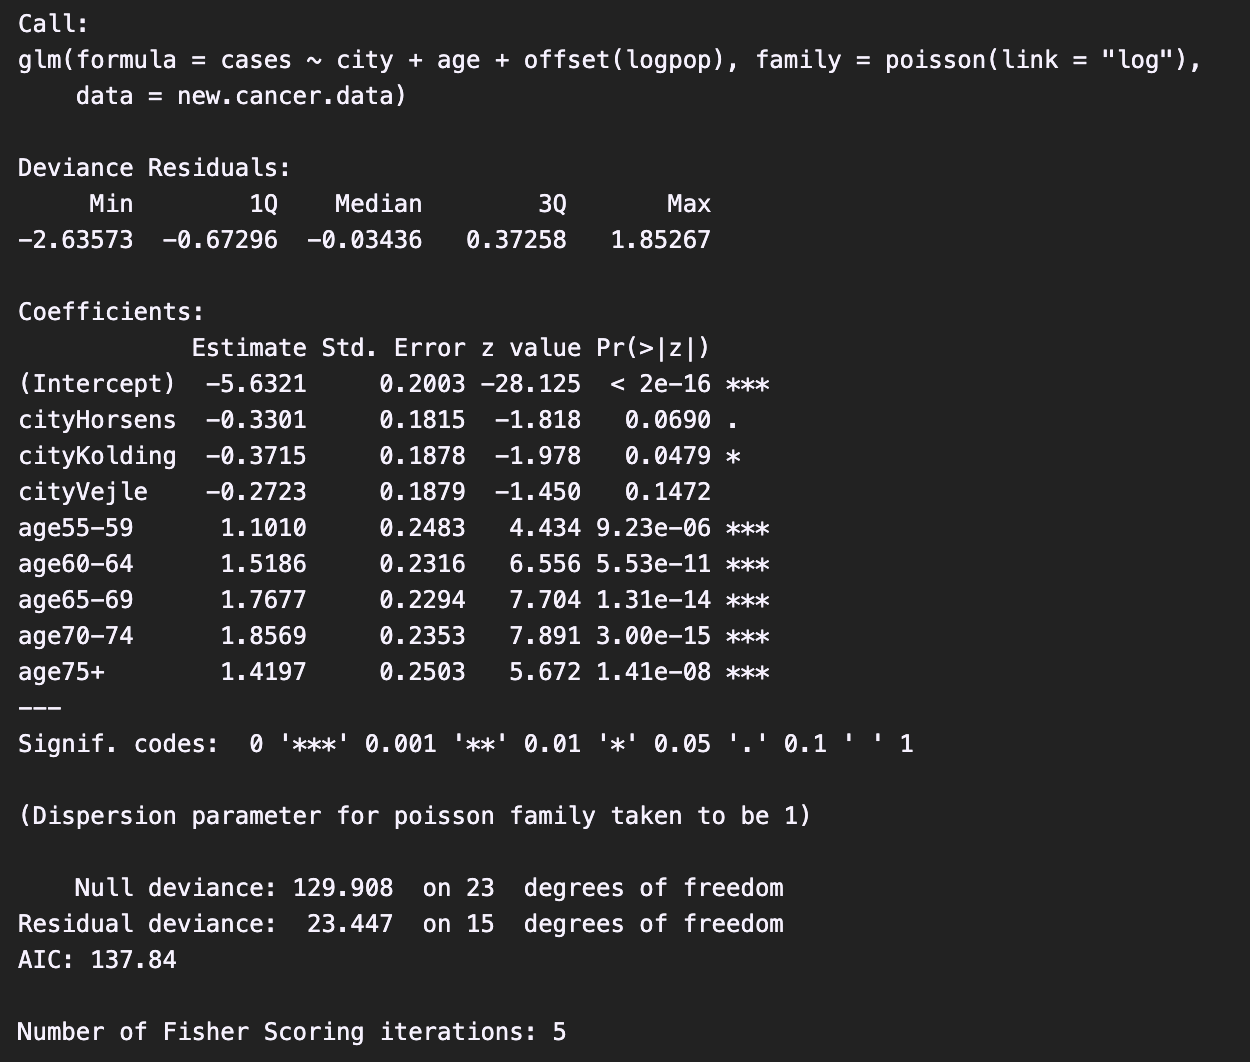 Call:
glm(formula = cases ~ city + age + offset(logpop), family = poisson(link = "log"),
    data = new.cancer.data)

Deviance Residuals:
     Min        1Q    Median        3Q       Max
-2.63573  -0.67296  -0.03436   0.37258   1.85267

Coefficients:
            Estimate Std. Error z value Pr(>|z|)
(Intercept)  -5.6321     0.2003 -28.125  < 2e-16 ***
cityHorsens  -0.3301     0.1815  -1.818   0.0690 .
cityKolding  -0.3715     0.1878  -1.978   0.0479 *
cityVejle    -0.2723     0.1879  -1.450   0.1472
age55-59      1.1010     0.2483   4.434 9.23e-06 ***
age60-64      1.5186     0.2316   6.556 5.53e-11 ***
age65-69      1.7677     0.2294   7.704 1.31e-14 ***
age70-74      1.8569     0.2353   7.891 3.00e-15 ***
age75+        1.4197     0.2503   5.672 1.41e-08 ***
---
Signif. codes:  0 '***' 0.001 '**' 0.01 '*' 0.05 '.' 0.1 ' ' 1

(Dispersion parameter for poisson family taken to be 1)

    Null deviance: 129.908  on 23  degrees of freedom
Residual deviance:  23.447  on 15  degrees of freedom
AIC: 137.84

Number of Fisher Scoring iterations: 5